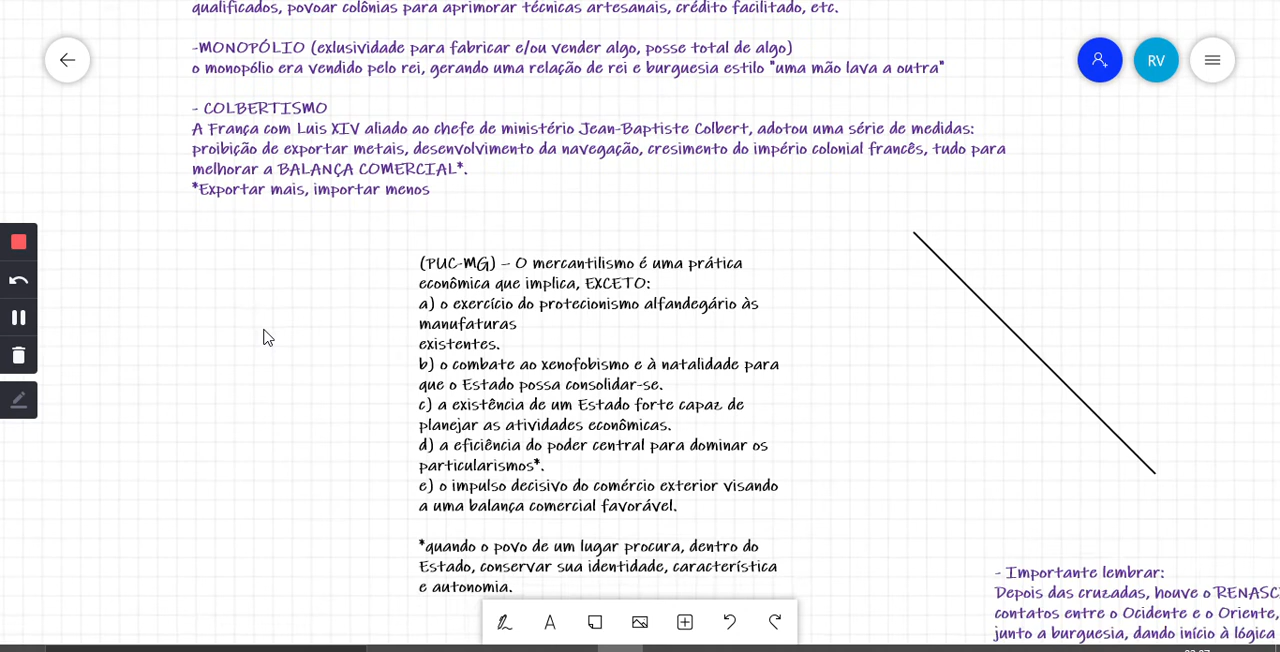 qualificados, povoar colônias para aprimorar técnicas artesanais, crédito facilitado, etc.
-MONOPÓLIO (exlusividade para fabricar e/ou vender algo, posse total de algo)
o monopólio era vendido pelo rei, gerando uma relação de rei e burguesia estilo "uma mão lava a outra"
RV
- COLBERTISMO
A França com Luis XIV aliado ao chefe de ministério Jean-Baptiste Colbert, adotou uma série de medidas:
proibição de exportar metais, desenvolvimento da navegação, cresimento do império colonial francês, tudo para
melhorar a BALANÇA COMERCIAL*.
*Exportar mais, importar menos
(PUC-MG) – O mercantilismo é uma prática
econômica que implica, EXCETO:
a) o exercício do protecionismo alfandegário às
manufaturas
existentes.
b) o combate ao xenofobismo e à natalidade para
que o Estado possa consolidar-se.
c) a existência de um Estado forte capaz de
planejar as atividades econômicas.
d) a eficiência do poder central para dominar os
particularismos*.
e) o impulso decisivo do comércio exterior visando
a uma balança comercial favorável.
*quando o povo de um lugar procura, dentro do
Estado, conservar sua identidade, característica
e autonomia.
- Importante lembrar:
Depois das cruzadas, houve o RENASC
contatos entre o Ocidente e o Oriente,
junto a burguesia, dando início à lógica